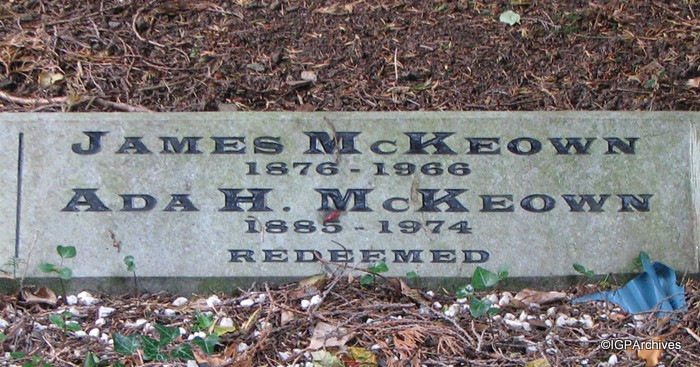 James McKeown
1876 - 1966
Ada H. McKeown
1885 - 1974
REDEEMED
©IGPArchives